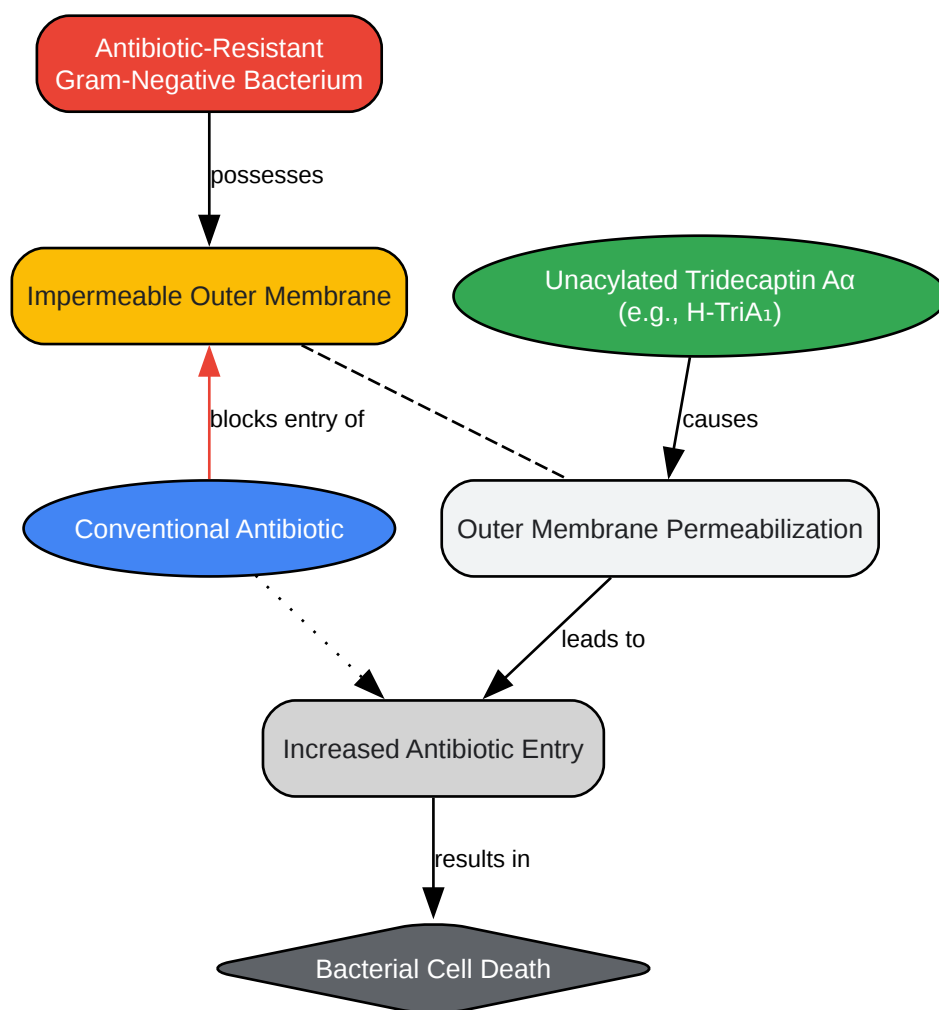 Antibiotic-Resistant
Gram-Negative Bacterium
possesses
Impermeable Outer Membrane
Unacylated Tridecaptin Aα
(e.g., H-TriA₁)
blocks entry of
causes
Conventional Antibiotic
Outer Membrane Permeabilization
leads to
Increased Antibiotic Entry
results in
Bacterial Cell Death